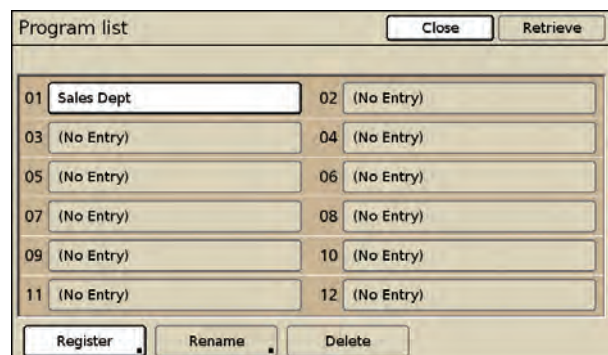 Program list Close Retrieve
01 Sales Dept 02 (No Entry)
03 (No Entry) 04 (No Entry)
05 (No Entry) 06 (No Entry)
07 (No Entry) 08 (No Entry)
09 (No Entry) 10 (No Entry)
11 (No Entry) 12 (No Entry)
Register Rename Delete